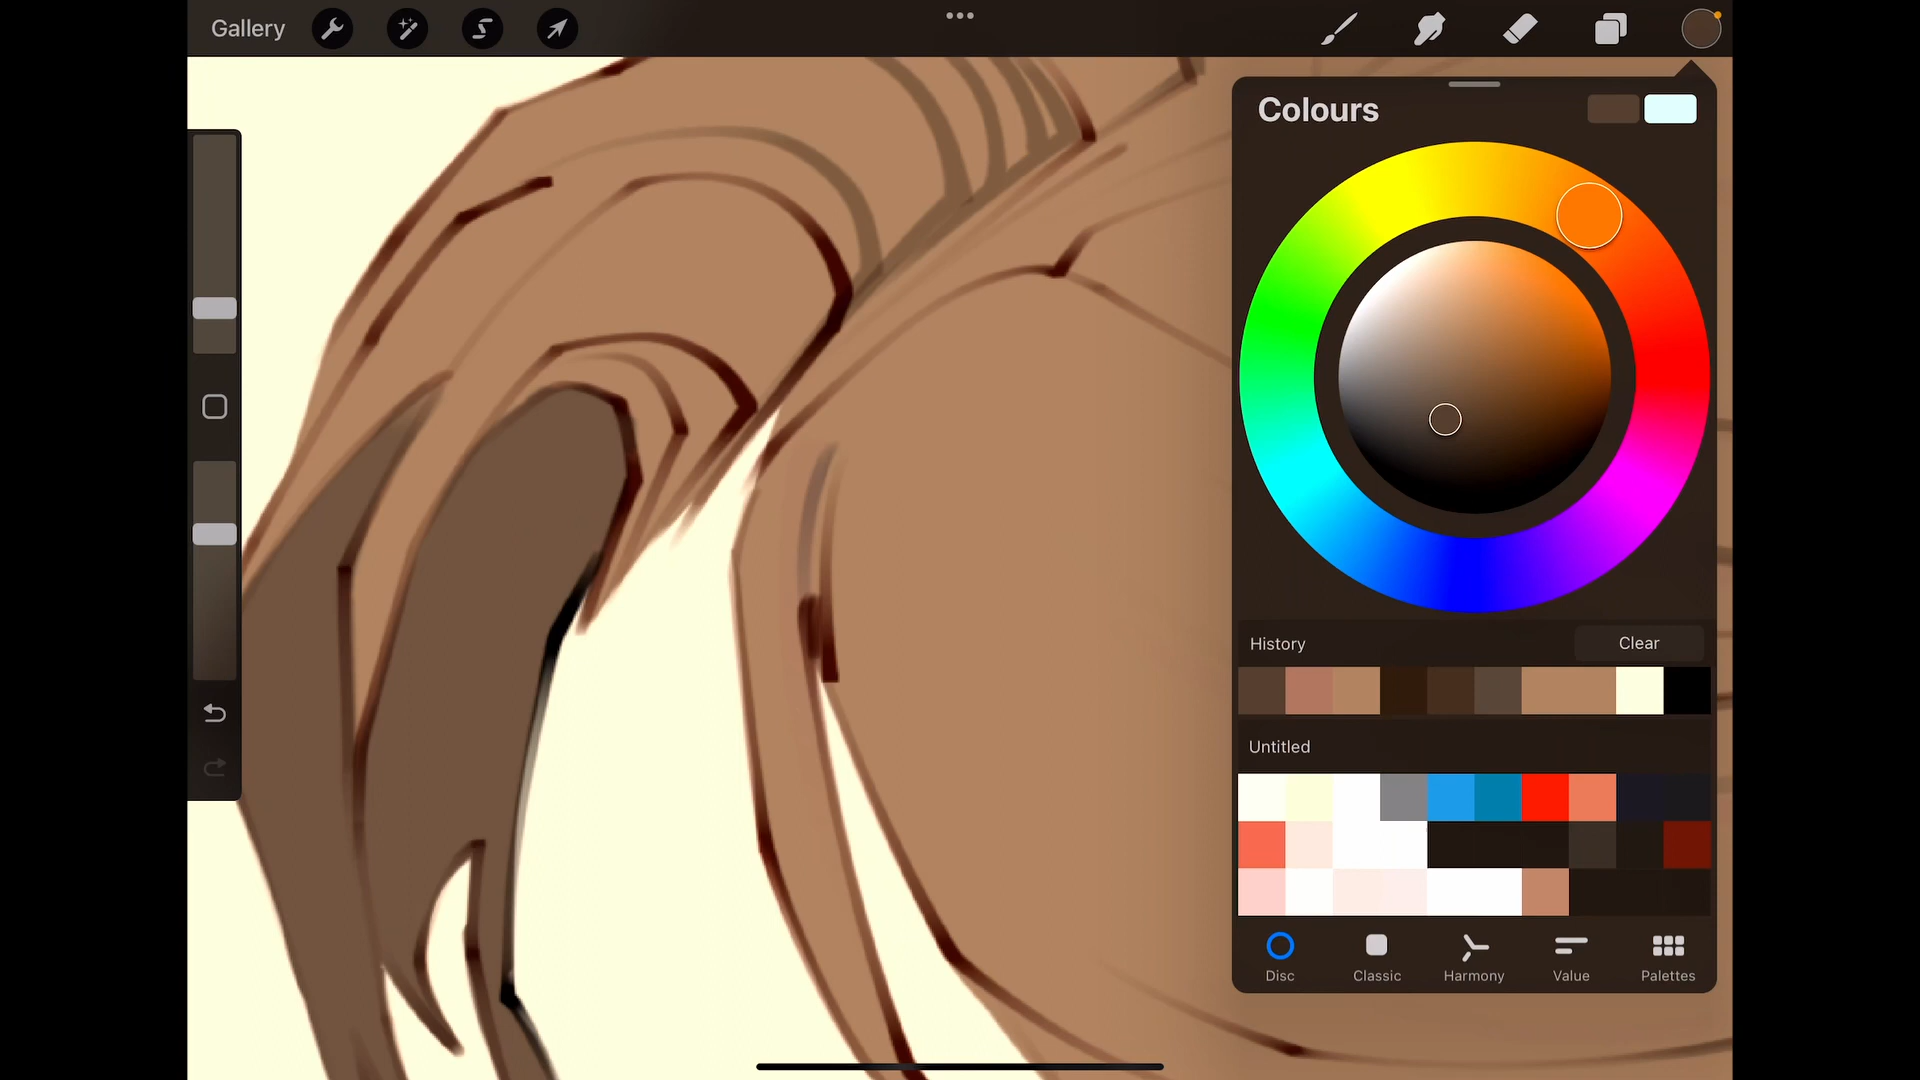 Gallery
Colours
History
Clear
Untitled
Disc
Classic
Harmony
Value
Palettes